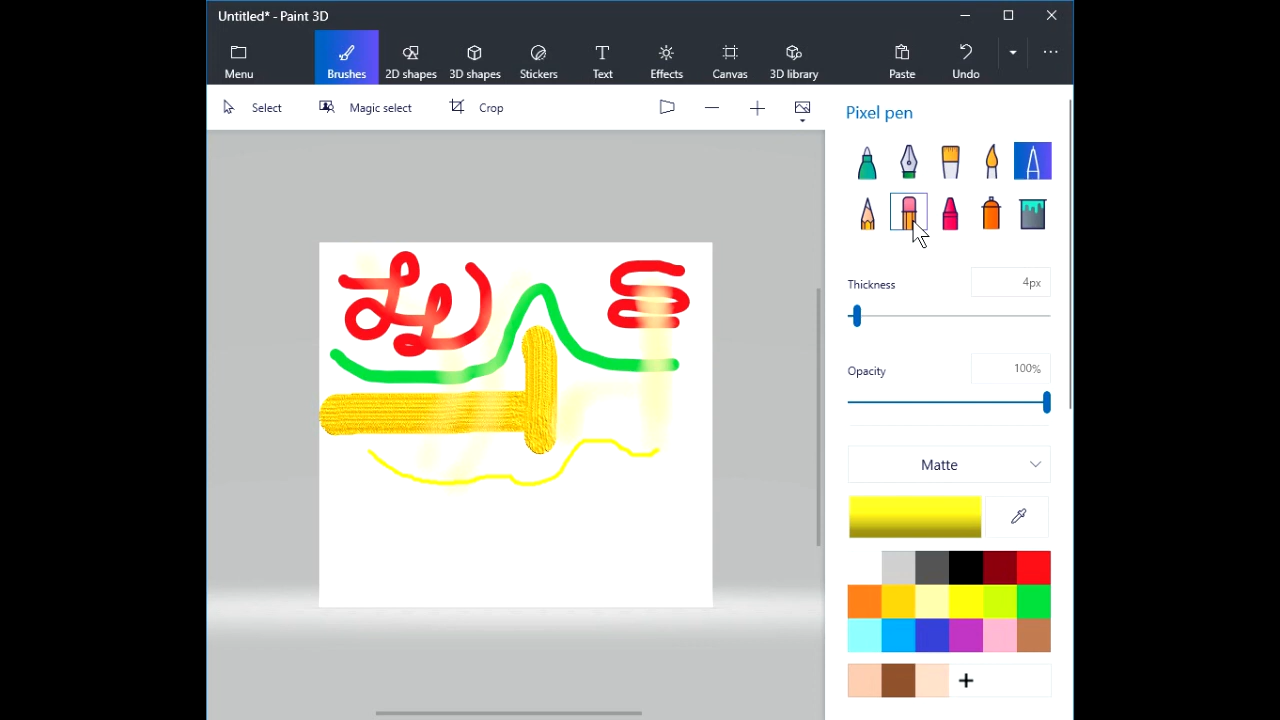 Untitled* - Paint 3D
Menu Brushes 2D shapes 3D shapes Stickers Text Effects Canvas 3D library Paste Undo
Select Magic select Crop
Pixel pen
Thickness 4px
Opacity 100%
Matte